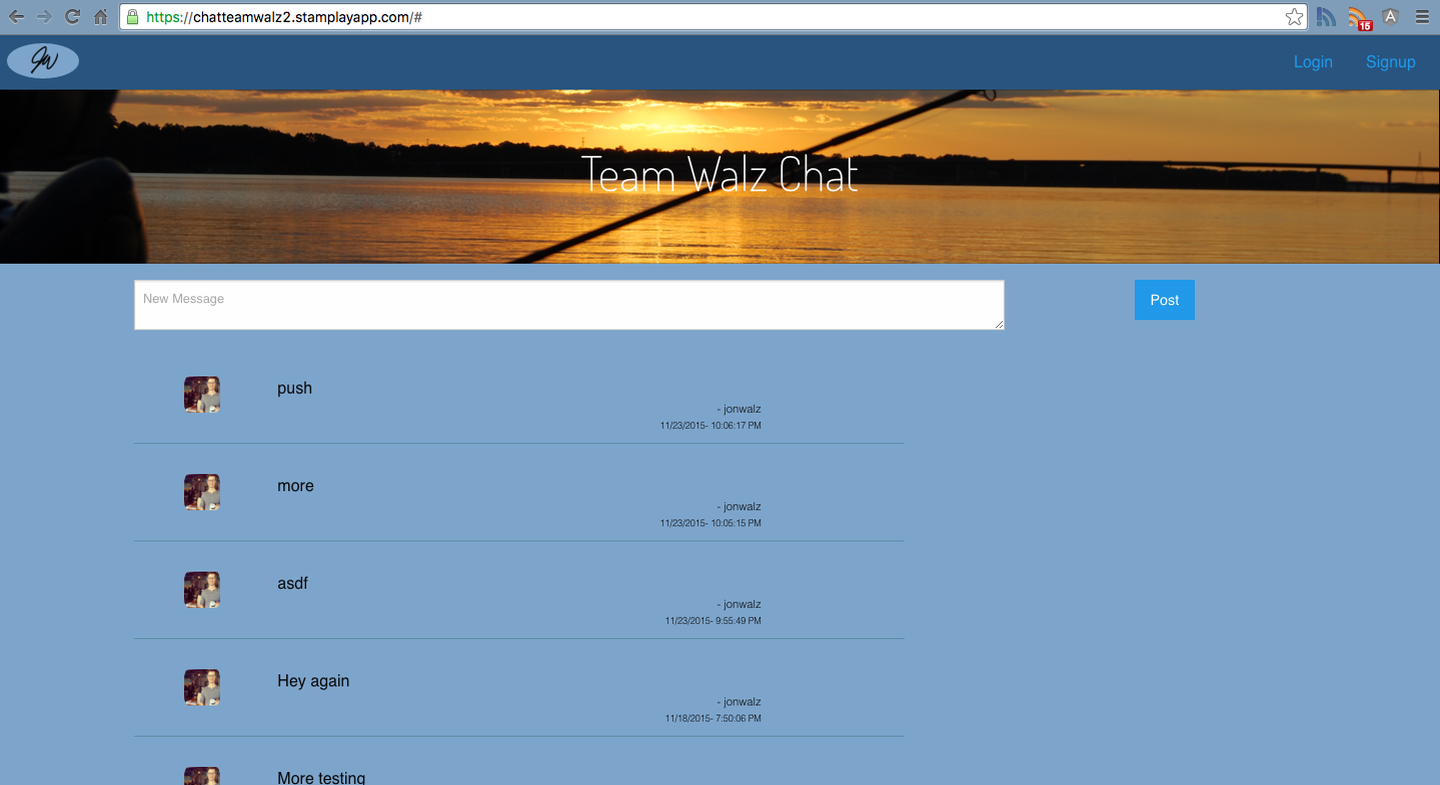 https://chatteamwalz2.stamplayapp.com/#
15
A
JW
Login
Signup
Team Walz Chat
New Message
Post
push
- jonwalz
11/23/2015- 10:06:17 PM
more
- jonwalz
11/23/2015- 10:05:15 PM
asdf
- jonwalz
11/23/2015- 9:55:49 PM
Hey again
- jonwalz
11/18/2015- 7:50:06 PM
More testing